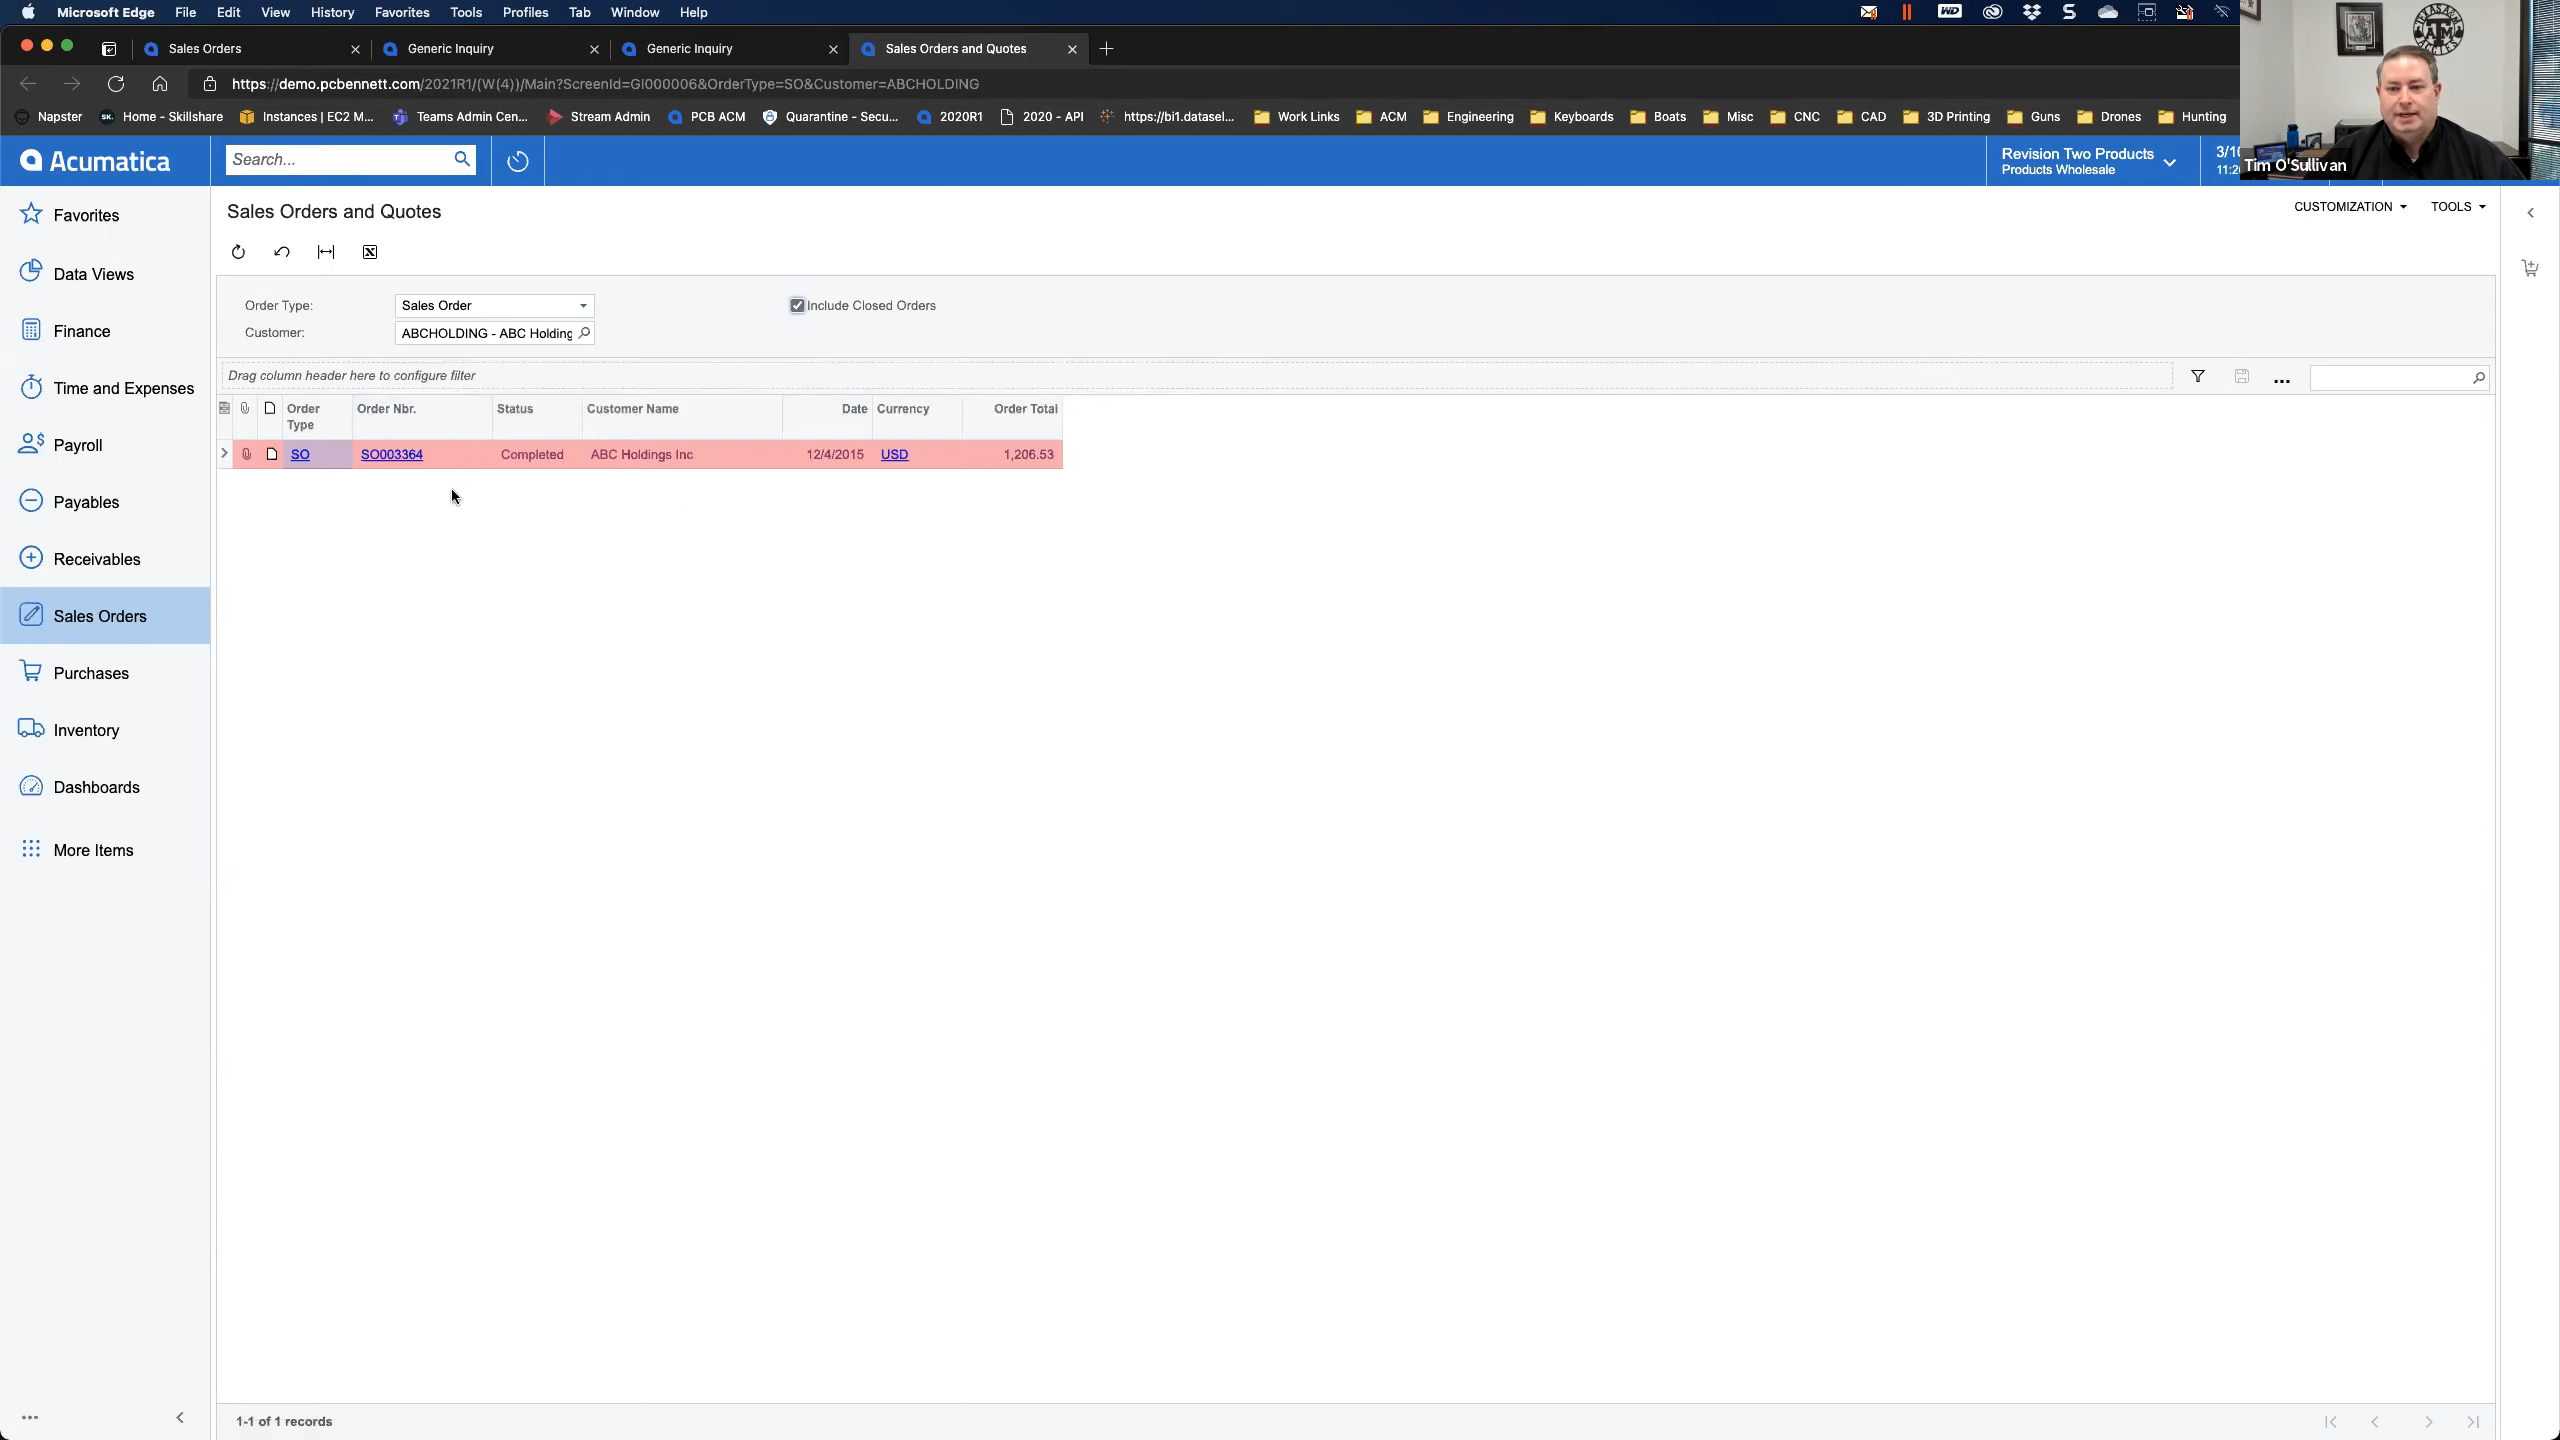 Microsoft Edge File Edit View History Favorites Tools Profiles Tab Window Help
Sales Orders
Generic Inquiry
Generic Inquiry
Sales Orders and Quotes
https://demo.pcbennett.com/2021R1/(W(4))/Main?ScreenId=GI000006&OrderType=SO&Customer=ABCHOLDING
Napster Home - Skillshare Instances | EC2 M... Teams Admin Cen... Stream Admin PCB ACM Quarantine - Secu... 2020R1 2020 - API https://bi1.datasel... Work Links ACM Engineering Keyboards Boats Misc CNC CAD 3D Printing Guns Drones Hunting
Acumatica
Search...
Revision Two Products
Products Wholesale
Tim O'Sullivan
Favorites
Data Views
Finance
Time and Expenses
Payroll
Payables
Receivables
Sales Orders
Purchases
Inventory
Dashboards
More Items
Sales Orders and Quotes
CUSTOMIZATION TOOLS
Order Type: Sales Order Include Closed Orders
Customer: ABCHOLDING - ABC Holding
Drag column header here to configure filter
Order Type Order Nbr. Status Customer Name Date Currency Order Total
SO SO003364 Completed ABC Holdings Inc 12/4/2015 USD 1,206.53
1-1 of 1 records